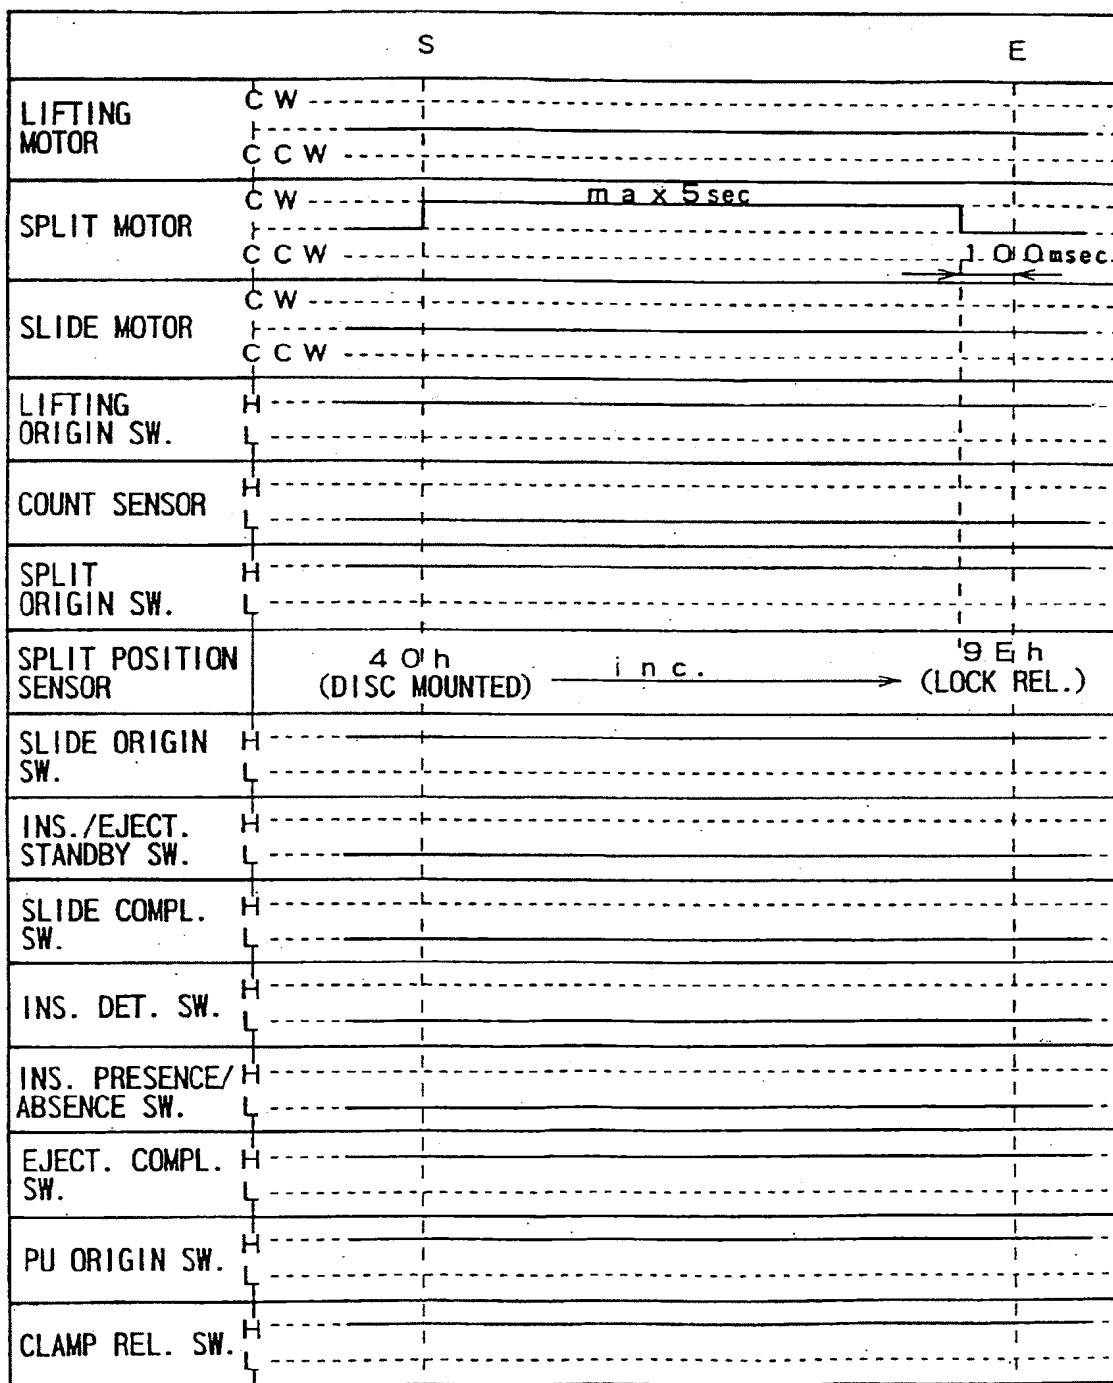 S E
LIFTING
MOTOR
CW
CCW
SPLIT MOTOR
CW
max 5sec
CCW
100msec.
SLIDE MOTOR
CW
CCW
LIFTING
ORIGIN SW.
H
L
COUNT SENSOR
H
L
SPLIT
ORIGIN SW.
H
L
SPLIT POSITION
SENSOR
40h
(DISC MOUNTED)
inc.
9Eh
(LOCK REL.)
SLIDE ORIGIN
SW.
H
L
INS./EJECT.
STANDBY SW.
H
L
SLIDE COMPL.
SW.
H
L
INS. DET. SW.
H
L
INS. PRESENCE/
ABSENCE SW.
H
L
EJECT. COMPL.
SW.
H
L
PU ORIGIN SW.
H
L
CLAMP REL. SW.
H
L